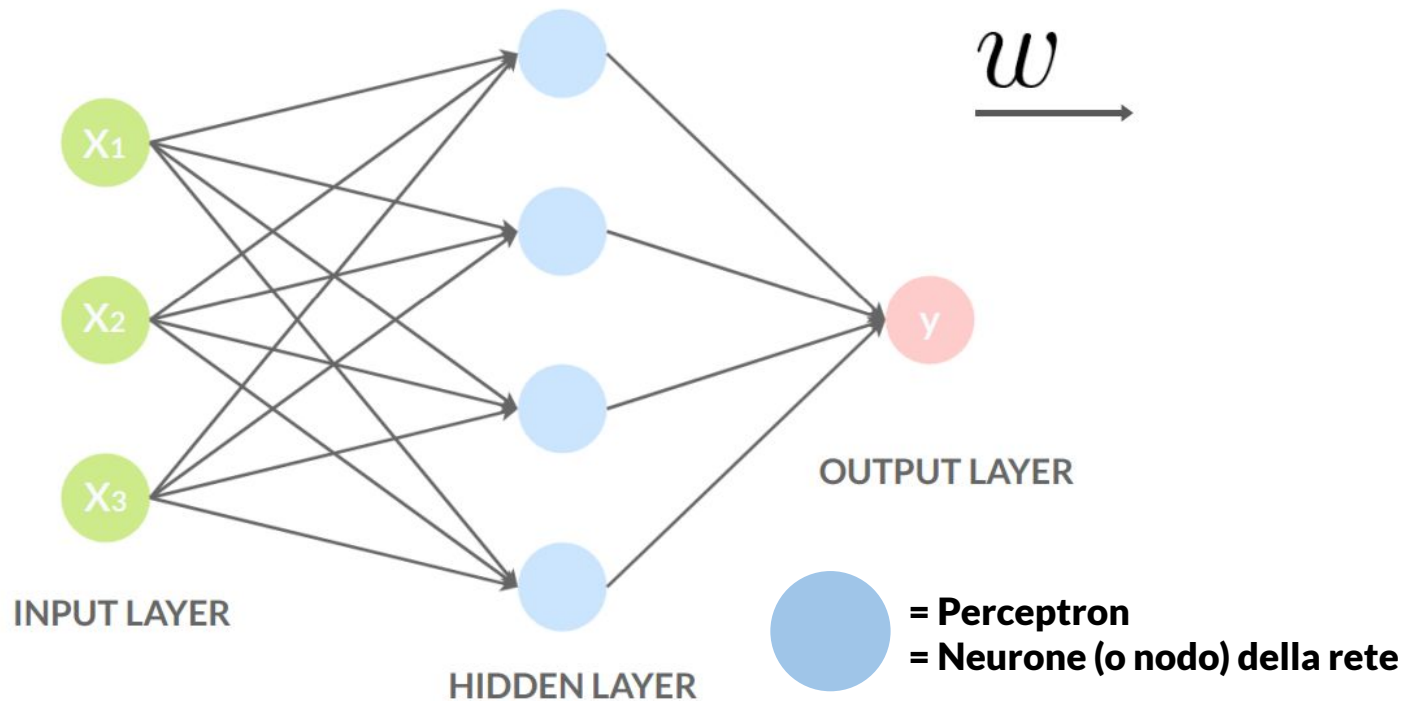 w
X1
X2
X3
y
OUTPUT LAYER
INPUT LAYER
HIDDEN LAYER
= Perceptron
= Neurone (o nodo) della rete